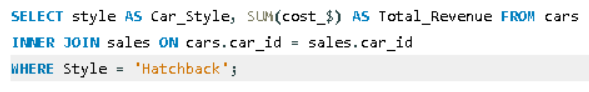 SELECT style AS Car_Style, SUM(cost_$) AS Total_Revenue FROM cars
INNER JOIN sales ON cars.car_id = sales.car_id
WHERE Style = 'Hatchback';